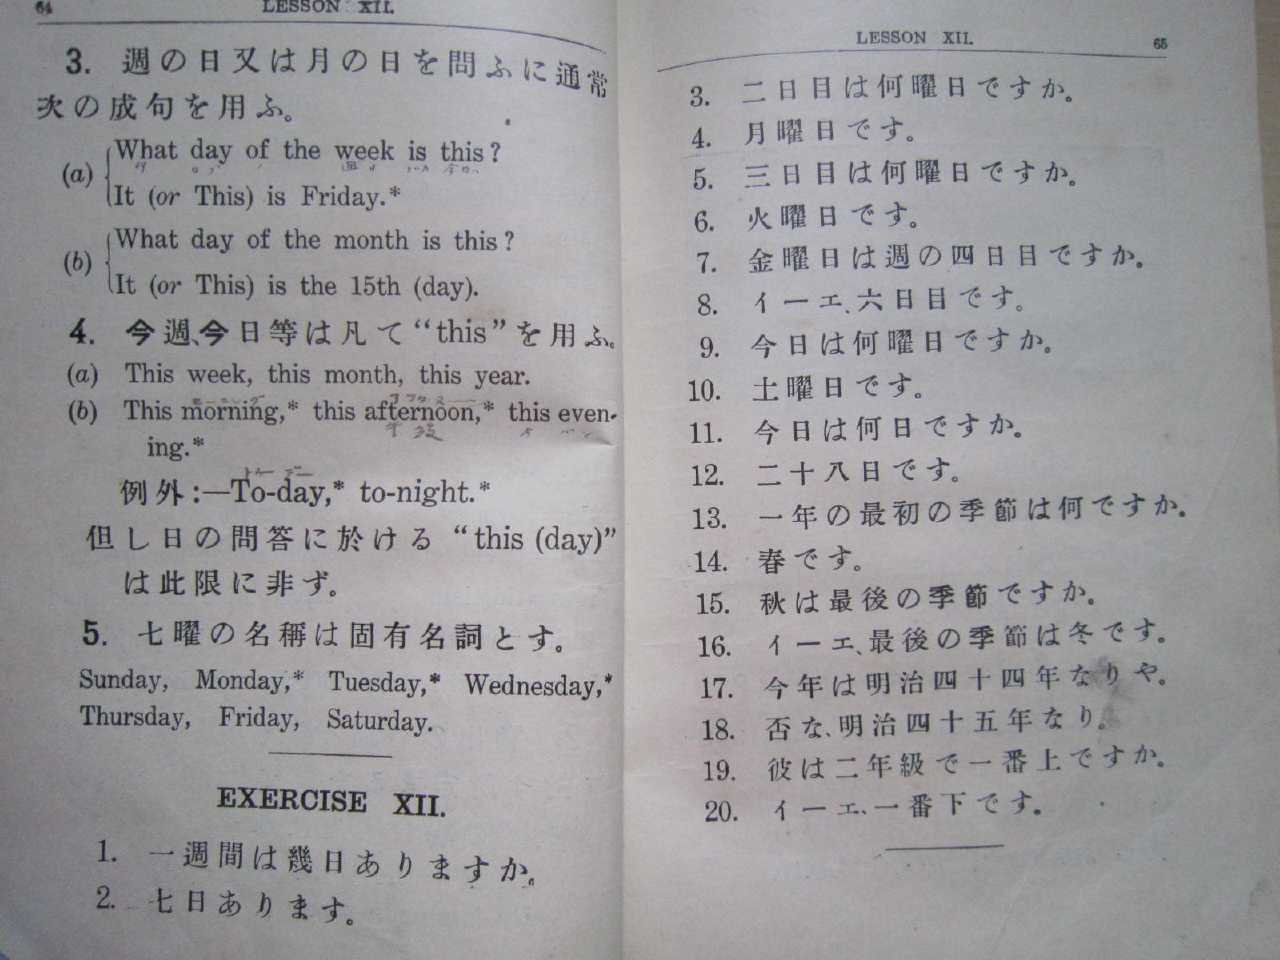 64
LESSON XII.
3. 週の日又は月の日を問ふに通常
次の成句を用ふ。
(a) What day of the week is this?
It (or This) is Friday.*
(b) What day of the month is this?
It (or This) is the 15th (day).
4. 今週、今日等は凡て “this” を用ふ。
(a) This week, this month, this year.
(b) This morning,* this afternoon,* this even-
ing.*
例外:—To-day,* to-night.*
但し日の問答に於ける “this (day)”
は此限に非ず。
5. 七曜の名稱は固有名詞とす。
Sunday, Monday,* Tuesday,* Wednesday,*
Thursday, Friday, Saturday.
EXERCISE XII.
1. 一週間は幾日ありますか。
2. 七日あります。
LESSON XII.
65
3. 二日目は何曜日ですか。
4. 月曜日です。
5. 三日目は何曜日ですか。
6. 火曜日です。
7. 金曜日は週の四日目ですか。
8. イーエ、六日目です。
9. 今日は何曜日ですか。
10. 土曜日です。
11. 今日は何日ですか。
12. 二十八日です。
13. 一年の最初の季節は何ですか。
14. 春です。
15. 秋は最後の季節ですか。
16. イーエ、最後の季節は冬です。
17. 今年は明治四十四年なりや。
18. 否な、明治四十五年なり。
19. 彼は二年級で一番上ですか。
20. イーエ、一番下です。